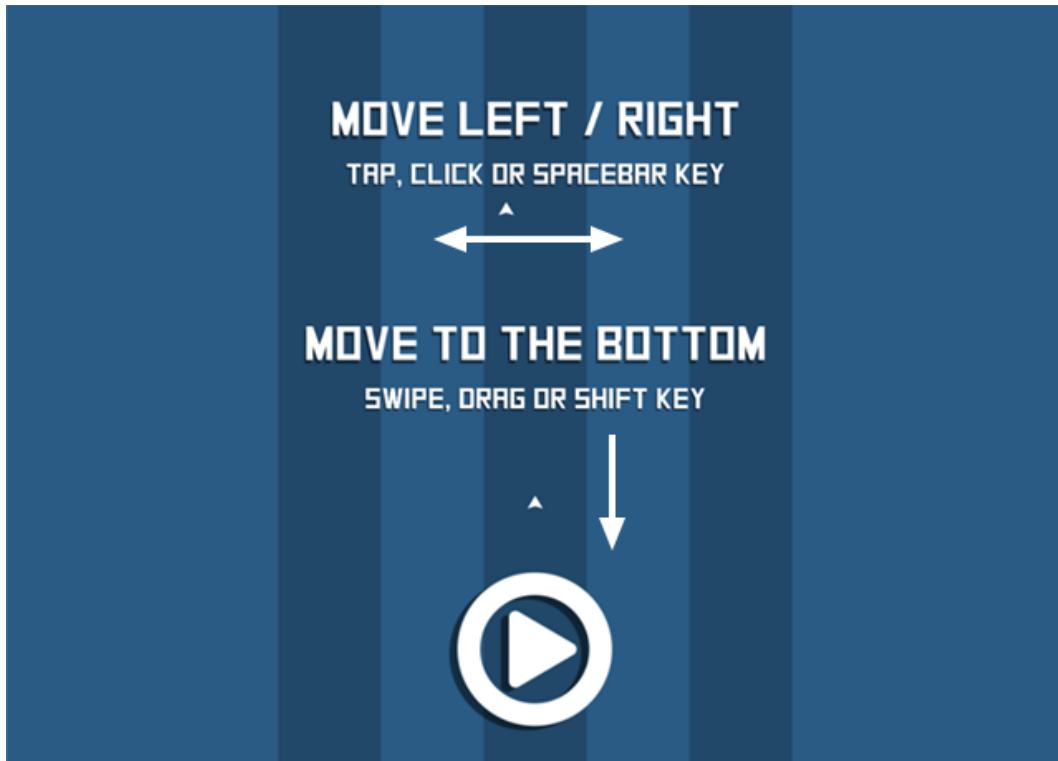 MOVE LEFT / RIGHT
TAP, CLICK OR SPACEBAR KEY
MOVE TO THE BOTTOM
SWIPE, DRAG OR SHIFT KEY